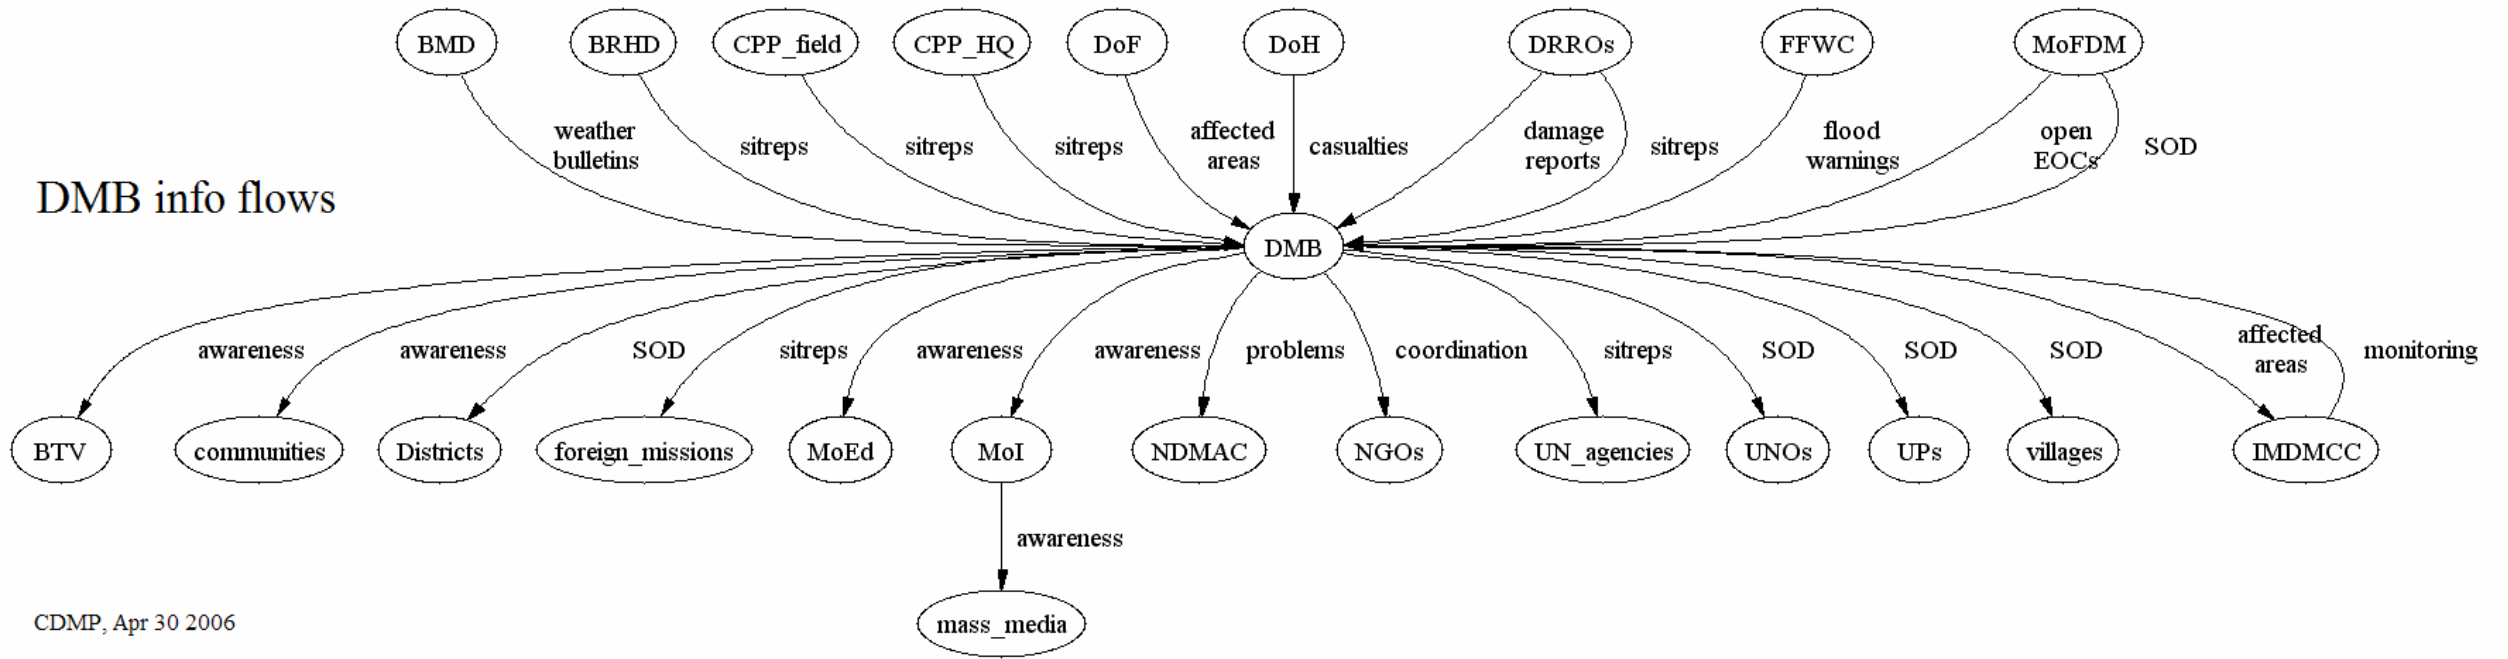 BMD BRHD CPP_field CPP_HQ DoF DoH DRROs FFWC MoFDM
weather affected damage flood open
sitreps sitreps sitreps casualties sitreps SOD
bulletins areas reports warnings EOCs
DMB info flows
DMB
awareness awareness SOD sitreps awareness awareness problems coordination sitreps SOD SOD SOD affected monitoring
areas
BTV communities Districts foreign_missions MoEd MoI NDMAC NGOs UN_agencies UNOs UPs villages IMDMCC
awareness
CDMP, Apr 30 2006
mass_media